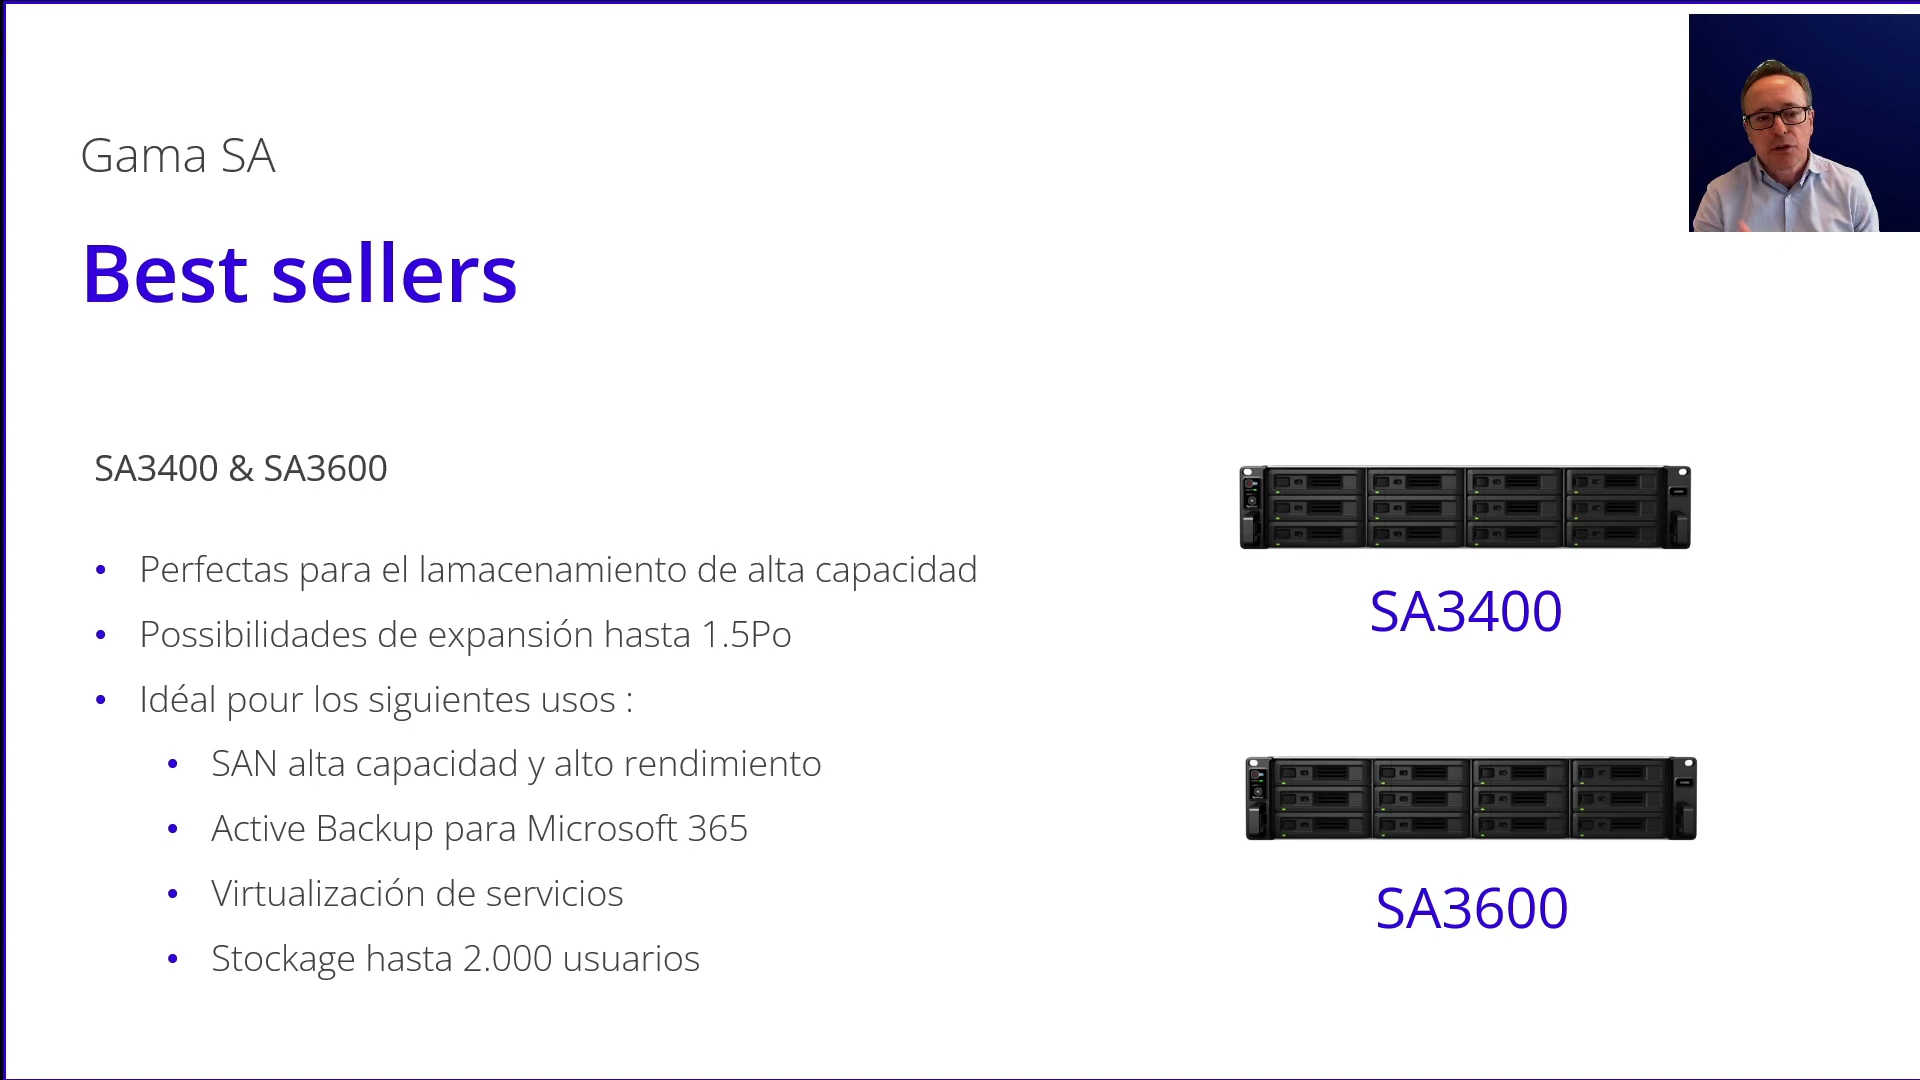 Gama SA
Best sellers
SA3400 & SA3600
• Perfectas para el lamacenamiento de alta capacidad
• Possibilidades de expansión hasta 1.5Po
• Idéal pour los siguientes usos :
• SAN alta capacidad y alto rendimiento
• Active Backup para Microsoft 365
• Virtualización de servicios
• Stockage hasta 2.000 usuarios
SA3400
SA3600